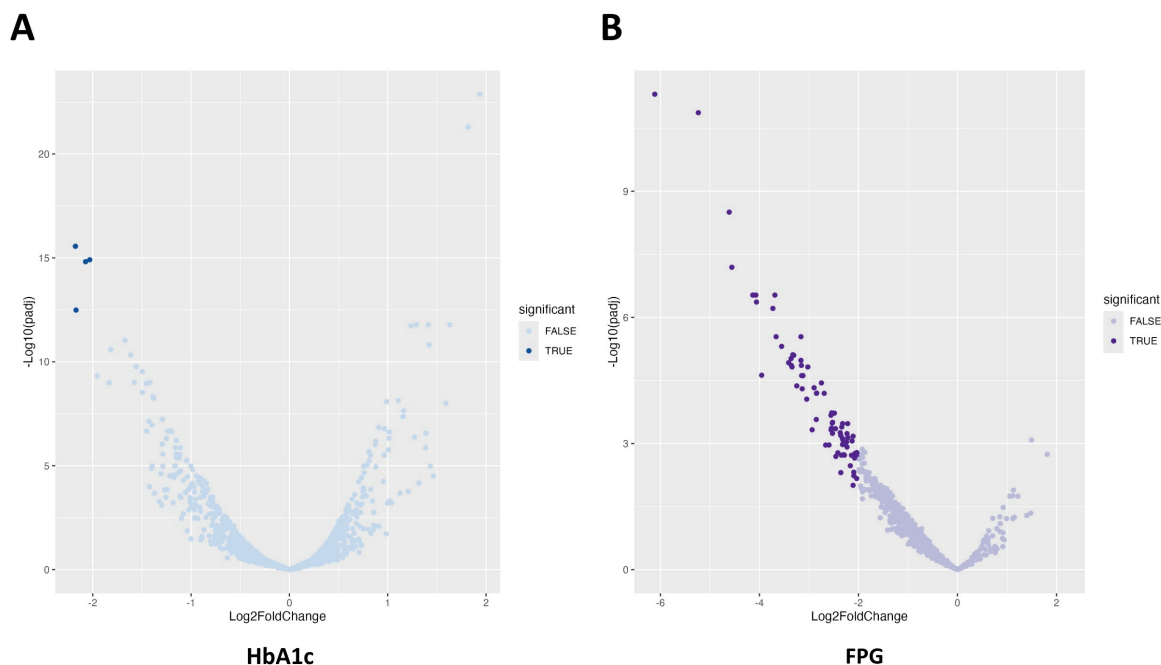 A
B
20
15
10
5
0
-Log10(padj)
-2
-1
0
1
2
Log2FoldChange
significant
FALSE
TRUE
HbA1c
9
6
3
0
-Log10(padj)
-6
-4
-2
0
2
Log2FoldChange
significant
FALSE
TRUE
FPG